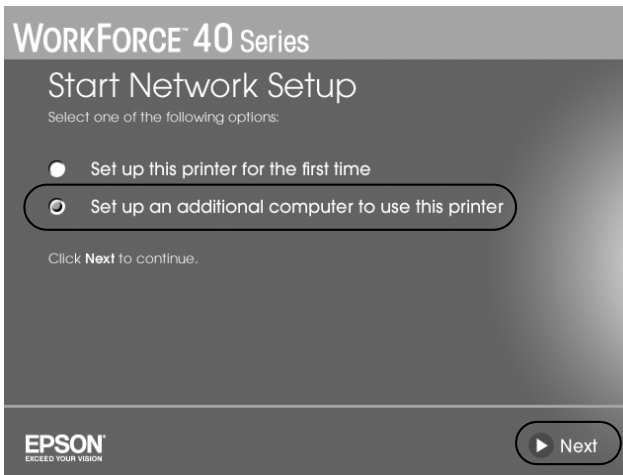 WORKFORCE™ 40 Series
Start Network Setup
Select one of the following options:
Set up this printer for the first time
Set up an additional computer to use this printer
Click Next to continue.
EPSON®
EXCEED YOUR VISION
Next